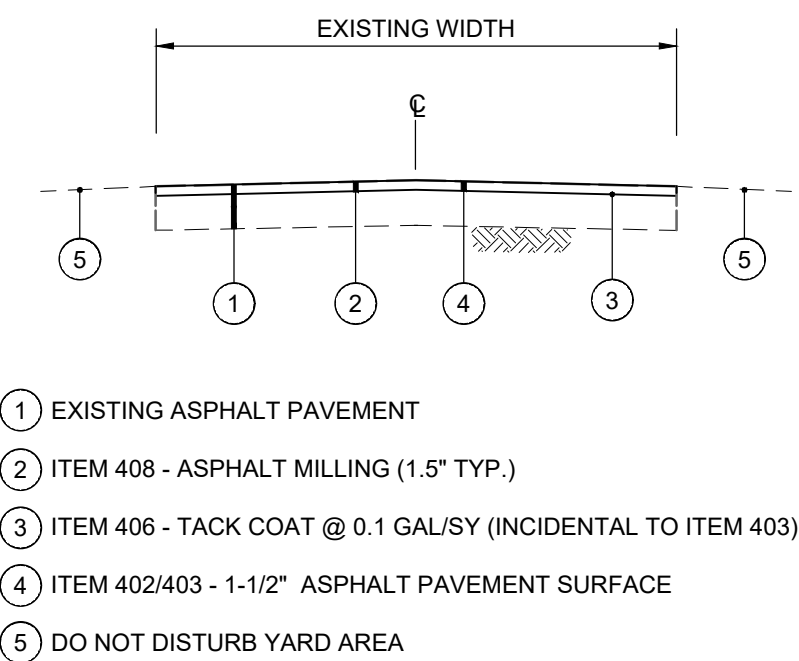 EXISTING WIDTH
℄
5
5
1
2
4
3
1 EXISTING ASPHALT PAVEMENT
2 ITEM 408 - ASPHALT MILLING (1.5" TYP.)
3 ITEM 406 - TACK COAT @ 0.1 GAL/SY (INCIDENTAL TO ITEM 403)
4 ITEM 402/403 - 1-1/2" ASPHALT PAVEMENT SURFACE
5 DO NOT DISTURB YARD AREA